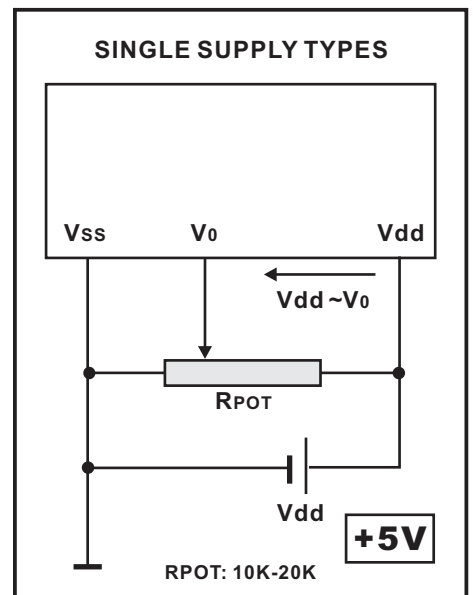 SINGLE SUPPLY TYPES
Vss V0 Vdd
Vdd ~V0
RPOT
Vdd
+5V
RPOT: 10K-20K